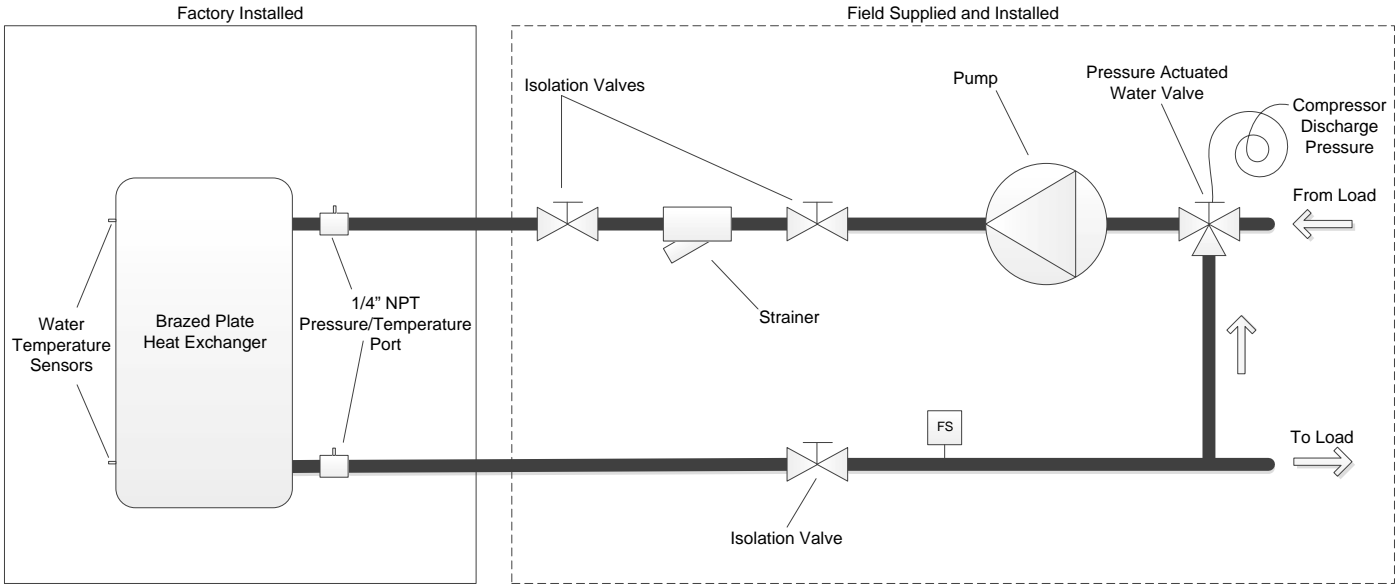 Factory Installed
Field Supplied and Installed
Isolation Valves
Pump
Pressure Actuated
Water Valve
Compressor
Discharge
Pressure
From Load
Water
Temperature
Sensors
Brazed Plate
Heat Exchanger
1/4” NPT
Pressure/Temperature
Port
Strainer
FS
To Load
Isolation Valve